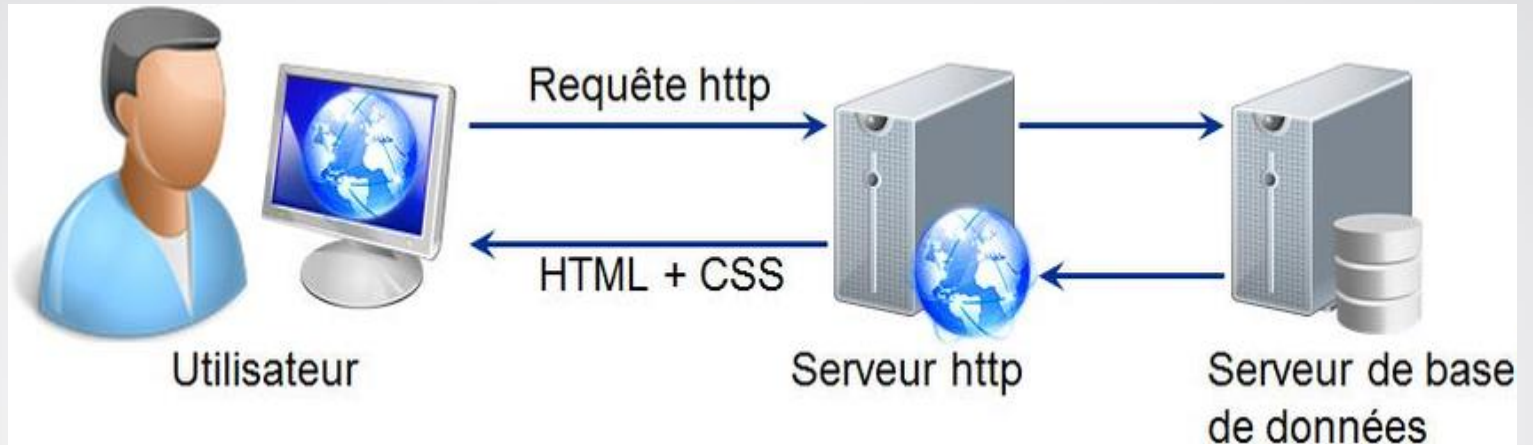 Requête http
HTML + CSS
Utilisateur
Serveur http
Serveur de base
de données